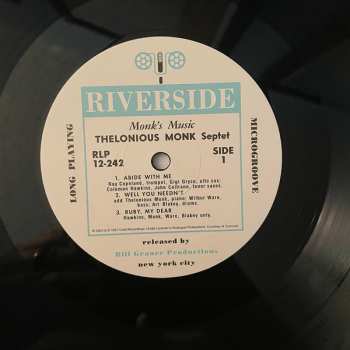 RIVERSIDE
Monk's Music
THELONIOUS MONK Septet
RLP
12-242
SIDE
1
LONG PLAYING
MICROGROOVE
1. ABIDE WITH ME
Ray Copeland, trumpet, Gigi Gryce, alto sax;
Coleman Hawkins, John Coltrane, tenor saxes.
2. WELL YOU NEEDN'T-
add Thelonious Monk, piano; Wilbur Ware,
bass; Art Blakey, drums.
3. RUBY, MY DEAR
Hawkins, Monk, Ware, Blakey only.
released by
Bill Grauer Productions
new york city